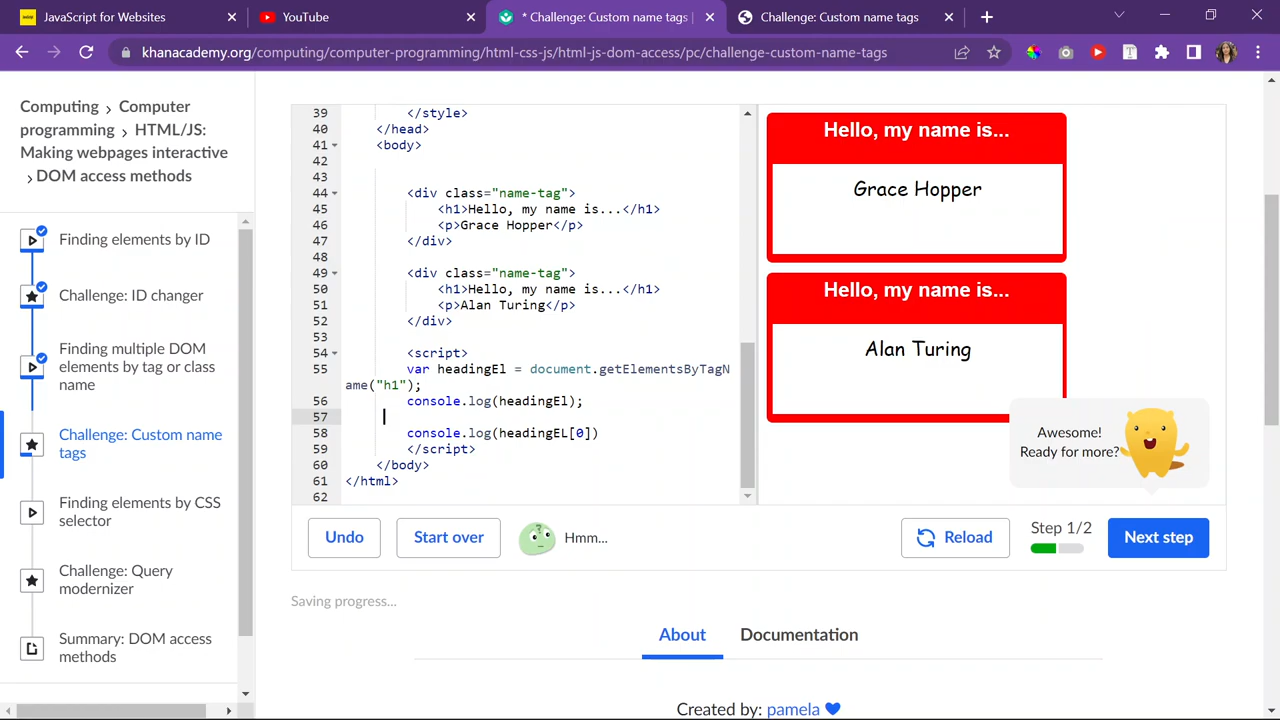 JavaScript for Websites
YouTube
* Challenge: Custom name tags |
Challenge: Custom name tags
khanacademy.org/computing/computer-programming/html-css-js/html-js-dom-access/pc/challenge-custom-name-tags
Computing > Computer
programming > HTML/JS:
Making webpages interactive
> DOM access methods
Finding elements by ID
Challenge: ID changer
Finding multiple DOM
elements by tag or class
name
Challenge: Custom name
tags
Finding elements by CSS
selector
Challenge: Query
modernizer
Summary: DOM access
methods
39 </style>
40 </head>
41 <body>
42
43
44 <div class="name-tag">
45 <h1>Hello, my name is...</h1>
46 <p>Grace Hopper</p>
47 </div>
48
49 <div class="name-tag">
50 <h1>Hello, my name is...</h1>
51 <p>Alan Turing</p>
52 </div>
53
54 <script>
55 var headingEl = document.getElementsByTagN
ame("h1");
56 console.log(headingEl);
57
58 console.log(headingEL[0])
59 </script>
60 </body>
61 </html>
62
Hello, my name is...
Grace Hopper
Hello, my name is...
Alan Turing
Awesome!
Ready for more?
Undo
Start over
Hmm...
Reload
Step 1/2
Next step
Saving progress...
About
Documentation
Created by: pamela